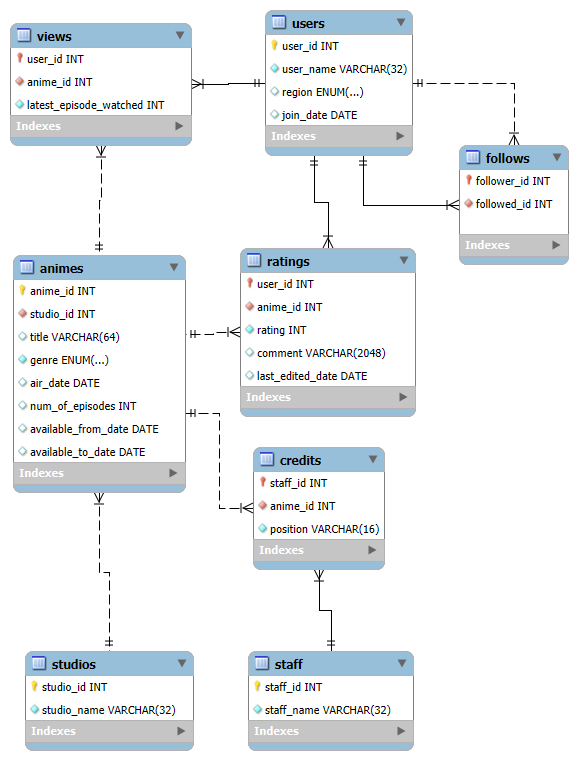 views
user_id INT
anime_id INT
latest_episode_watched INT
Indexes
users
user_id INT
user_name VARCHAR(32)
region ENUM(...)
join_date DATE
Indexes
follows
follower_id INT
followed_id INT
Indexes
animes
anime_id INT
studio_id INT
title VARCHAR(64)
genre ENUM(...)
air_date DATE
num_of_episodes INT
available_from_date DATE
available_to_date DATE
Indexes
ratings
user_id INT
anime_id INT
rating INT
comment VARCHAR(2048)
last_edited_date DATE
Indexes
credits
staff_id INT
anime_id INT
position VARCHAR(16)
Indexes
studios
studio_id INT
studio_name VARCHAR(32)
Indexes
staff
staff_id INT
staff_name VARCHAR(32)
Indexes